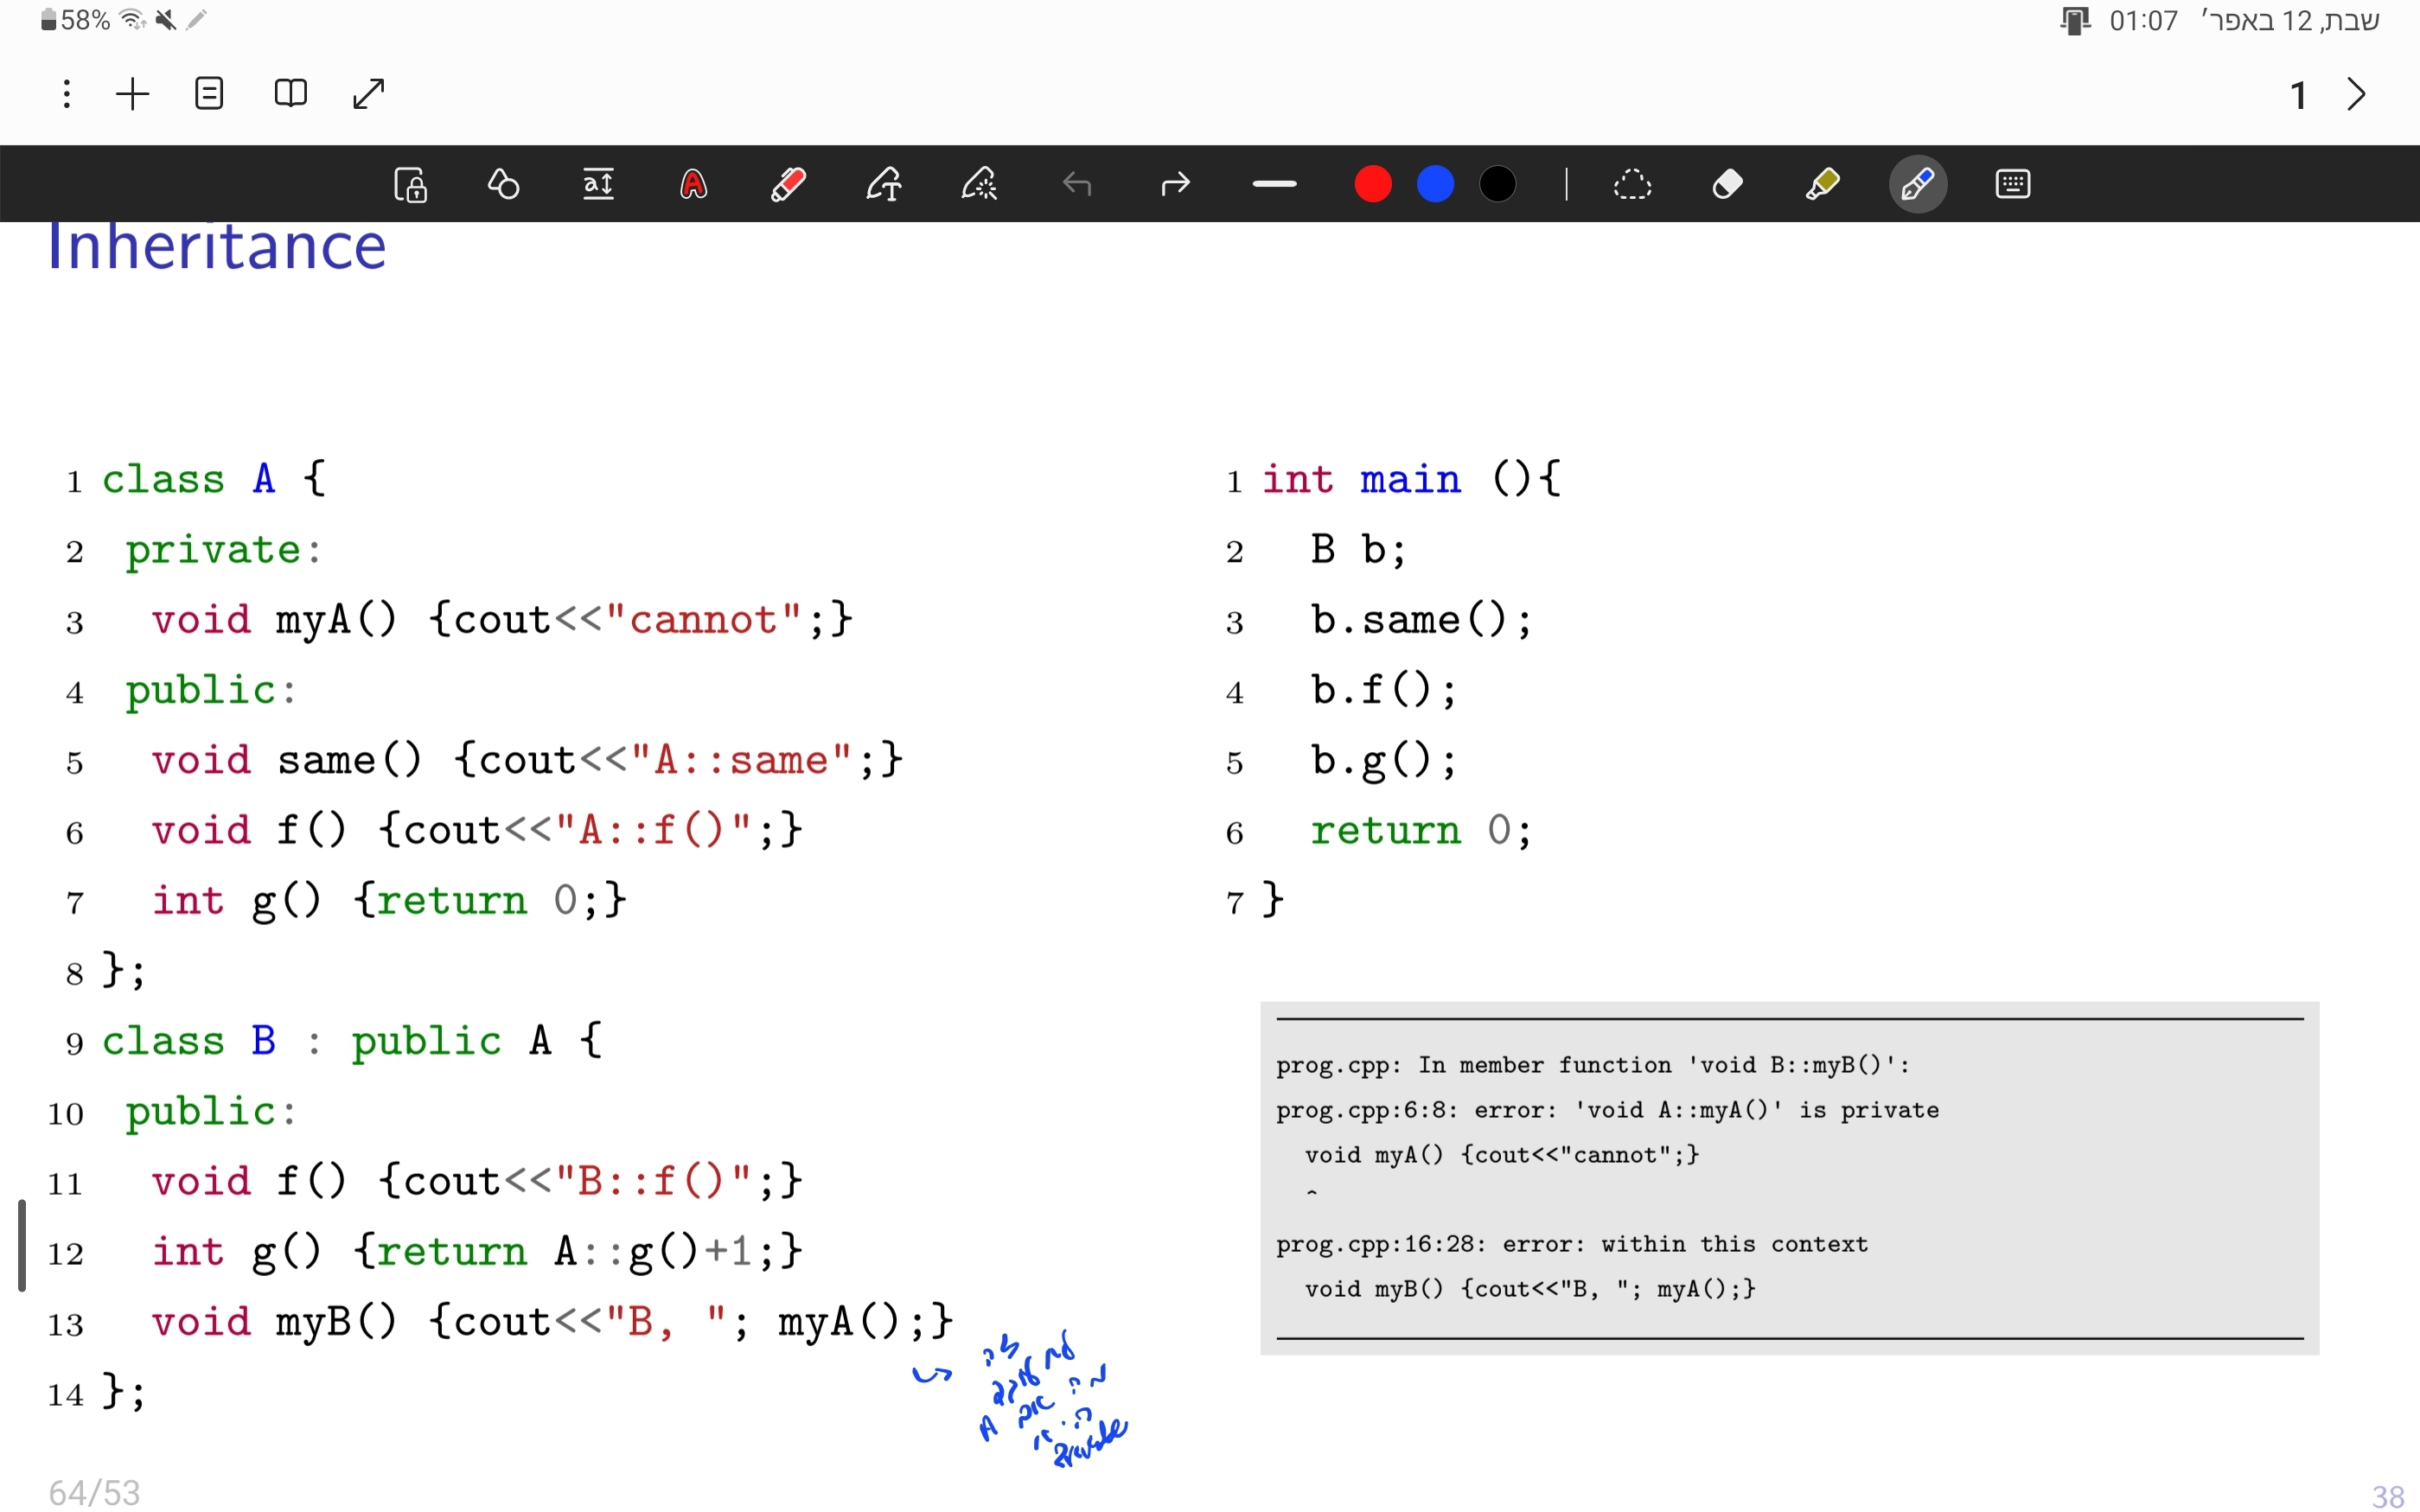 58%
שבת, 12 באפר׳ 01:07
1
Inheritance
1 class A {
2 private:
3 void myA() {cout<<"cannot";}
4 public:
5 void same() {cout<<"A::same";}
6 void f() {cout<<"A::f()";}
7 int g() {return 0;}
8 };
9 class B : public A {
10 public:
11 void f() {cout<<"B::f()";}
12 int g() {return A::g()+1;}
13 void myB() {cout<<"B, "; myA();}
14 };
1 int main (){
2 B b;
3 b.same();
4 b.f();
5 b.g();
6 return 0;
7 }
prog.cpp: In member function 'void B::myB()':
prog.cpp:6:8: error: 'void A::myA()' is private
void myA() {cout<<"cannot";}
^
prog.cpp:16:28: error: within this context
void myB() {cout<<"B, "; myA();}
A
private
64/53
38